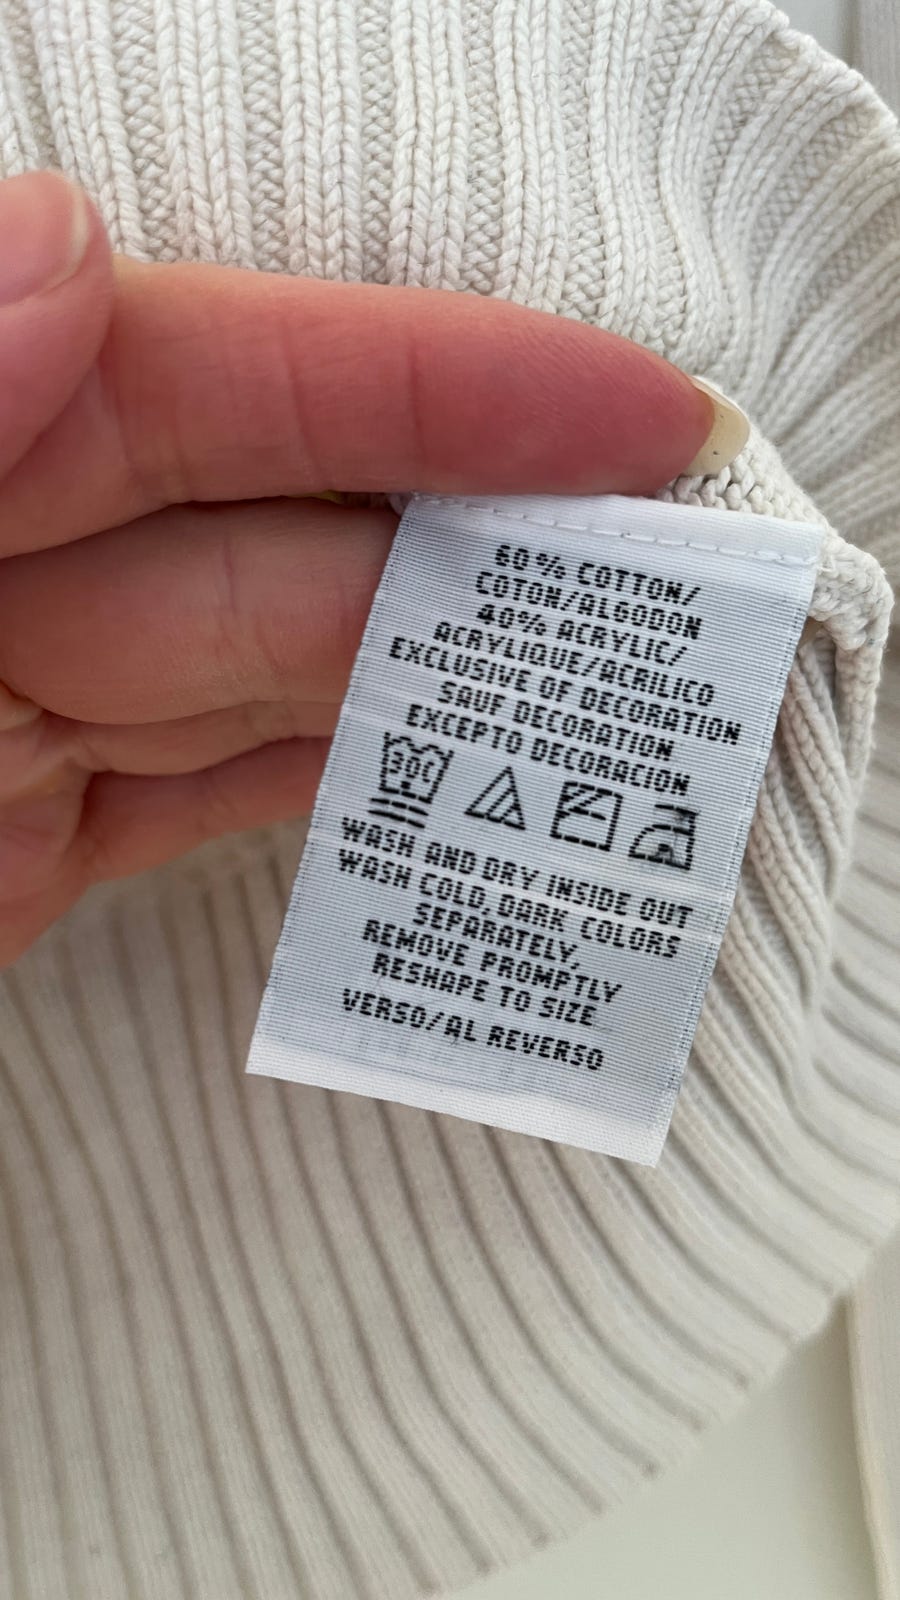 60% COTTON/
COTON/ALGODON
40% ACRYLIC/
ACRYLIQUE/ACRILICO
EXCLUSIVE OF DECORATION
SAUF DECORATION
EXCEPTO DECORACION
30C
WASH AND DRY INSIDE OUT
WASH COLD, DARK COLORS
SEPARATELY,
REMOVE PROMPTLY
RESHAPE TO SIZE
VERSO/AL REVERSO